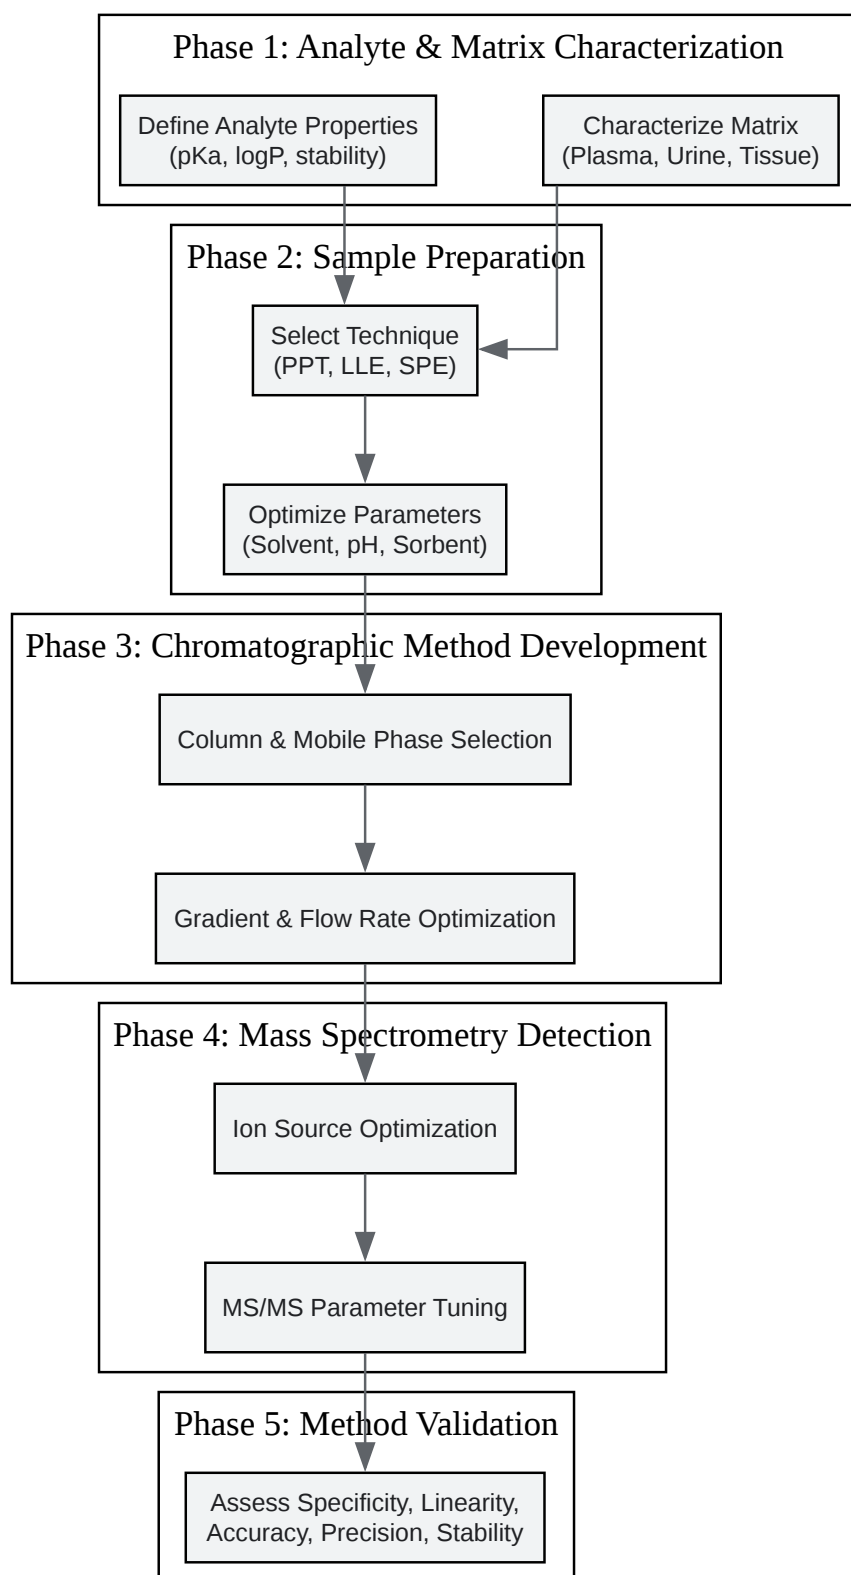 Phase 1: Analyte & Matrix Characterization
Define Analyte Properties
(pKa, logP, stability)
Characterize Matrix
(Plasma, Urine, Tissue)
Phase 2: Sample Preparation
Select Technique
(PPT, LLE, SPE)
Optimize Parameters
(Solvent, pH, Sorbent)
Phase 3: Chromatographic Method Development
Column & Mobile Phase Selection
Gradient & Flow Rate Optimization
Phase 4: Mass Spectrometry Detection
Ion Source Optimization
MS/MS Parameter Tuning
Phase 5: Method Validation
Assess Specificity, Linearity,
Accuracy, Precision, Stability